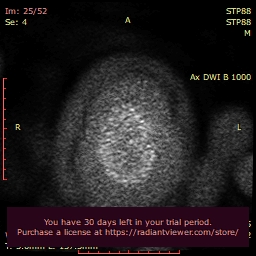 Im: 25/52
Se: 4
A
STP88
STP88
M
Ax DWI B 1000
R
L
You have 30 days left in your trial period.
Purchase a license at https://radiantviewer.com/store/